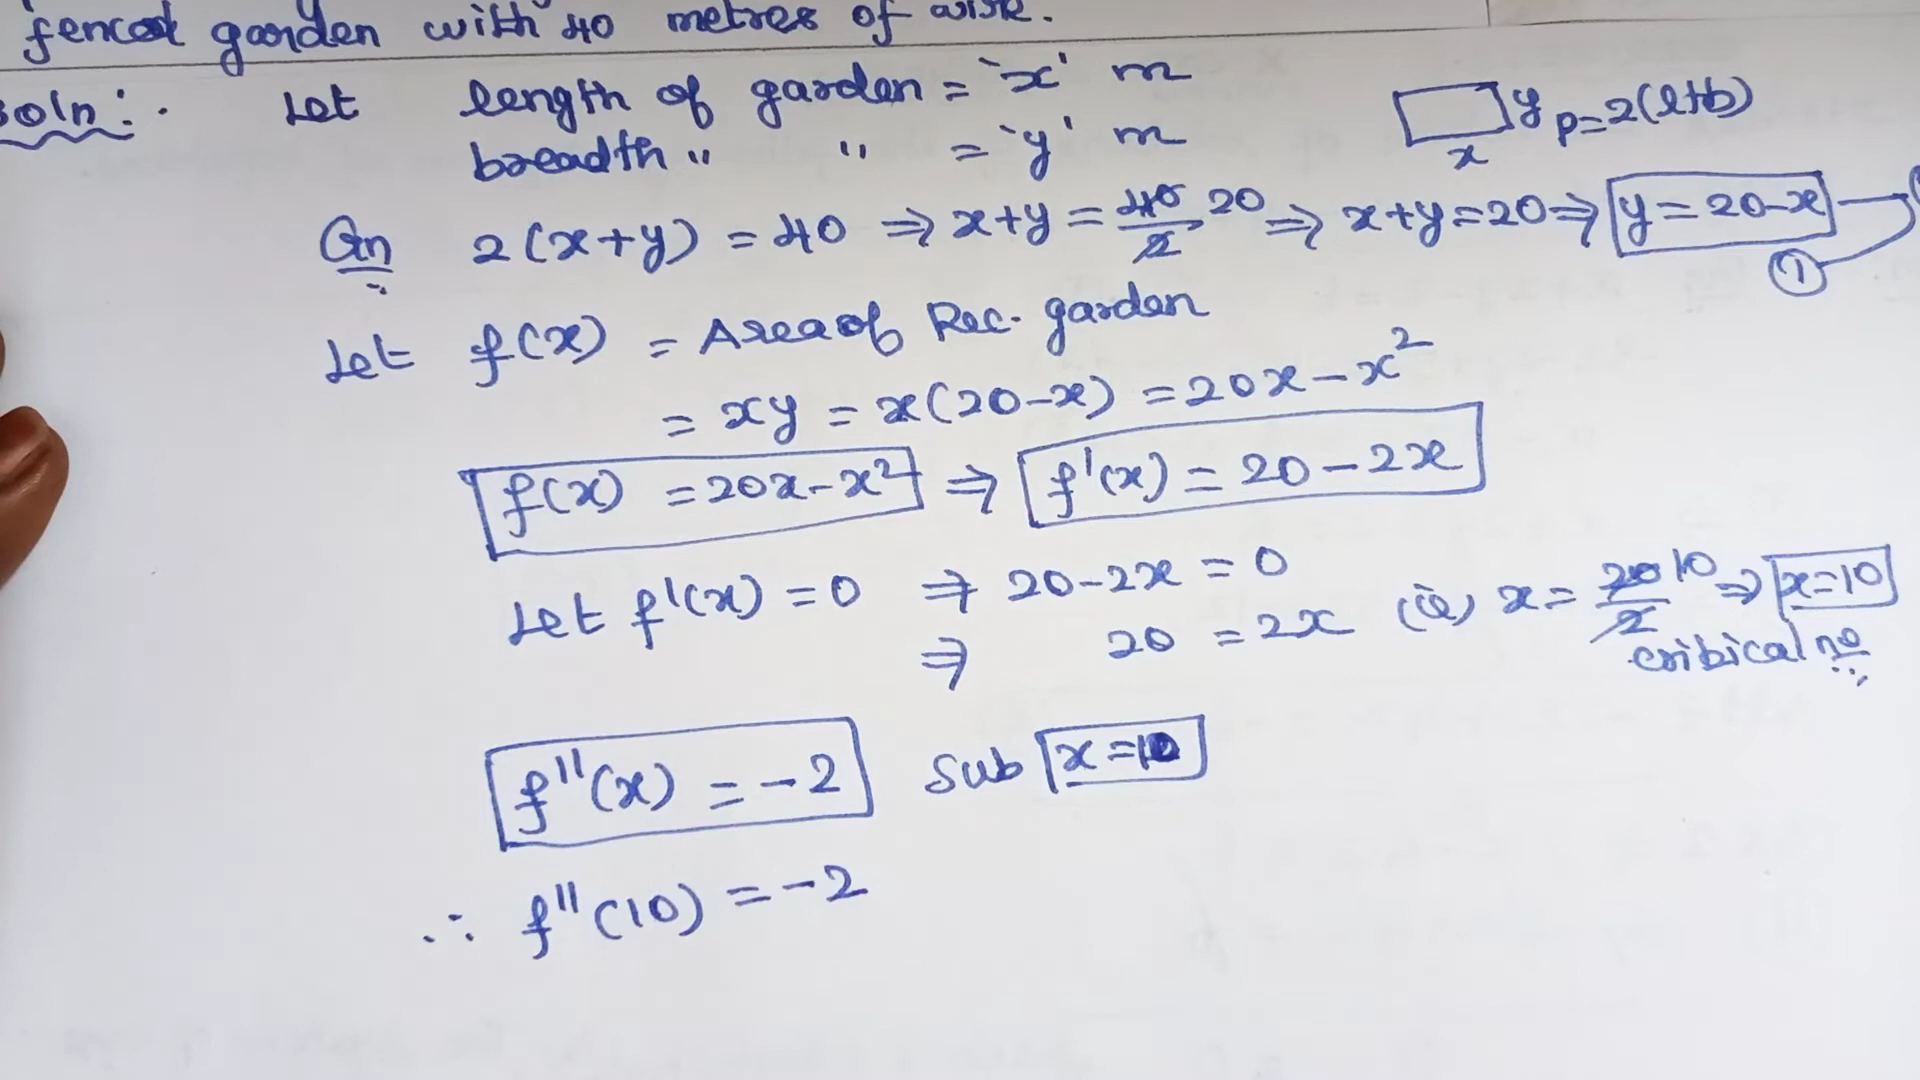 fenced garden with 40 metres of wire.
Soln:. Let length of garden = 'x' m
breadth " " = 'y' m
y x P=2(l+b)
Gn 2(x+y) = 40 ⇒ x+y = 40/2 20 ⇒ x+y=20 ⇒ y = 20-x
①
Let f(x) = Area of Rec. garden
= xy = x(20-x) = 20x - x²
f(x) = 20x-x² ⇒ f'(x) = 20-2x
Let f'(x) = 0 ⇒ 20-2x = 0
⇒ 20 = 2x (ie) x = 20/2 10 ⇒ x=10
critical no
f''(x) = -2 Sub x=10
∴ f''(10) = -2